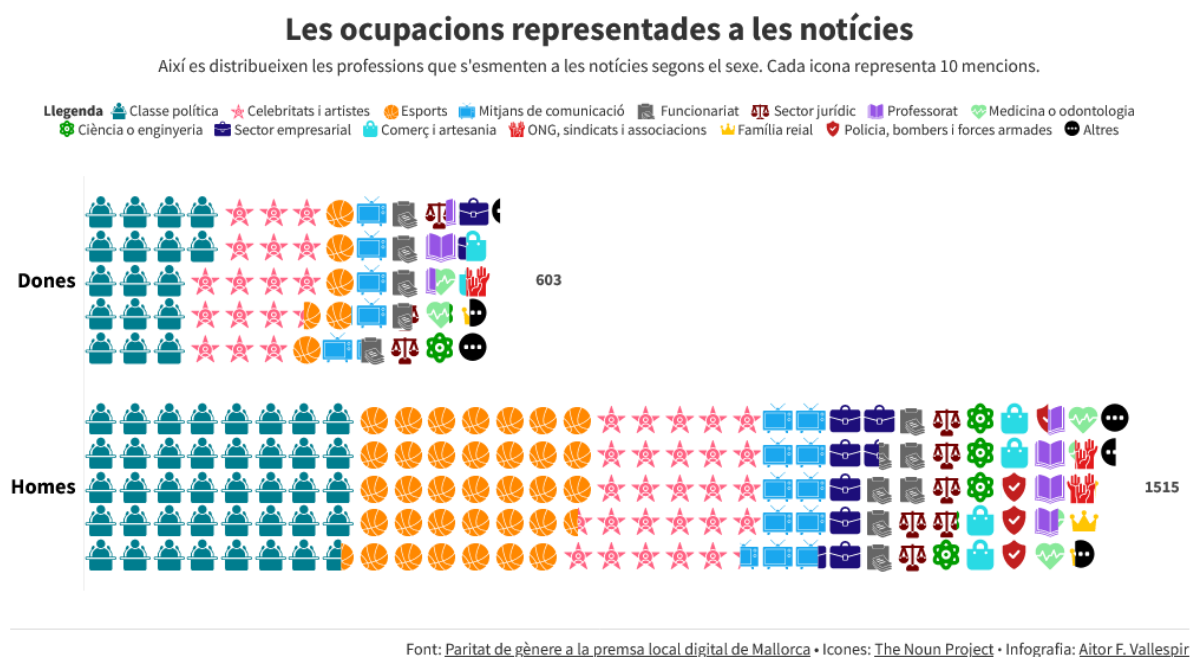 Les ocupacions representades a les notícies
Així es distribueixen les professions que s'esmenten a les notícies segons el sexe. Cada icona representa 10 mencions.
Llegenda Classe política Celebritats i artistes Esports Mitjans de comunicació Funcionariat Sector jurídic Professorat Medicina o odontologia
Ciència o enginyeria Sector empresarial Comerç i artesania ONG, sindicats i associacions Família reial Policia, bombers i forces armades Altres
Dones 603
Homes 1515
Font: Paritat de gènere a la premsa local digital de Mallorca • Icones: The Noun Project • Infografia: Aitor F. Vallespir